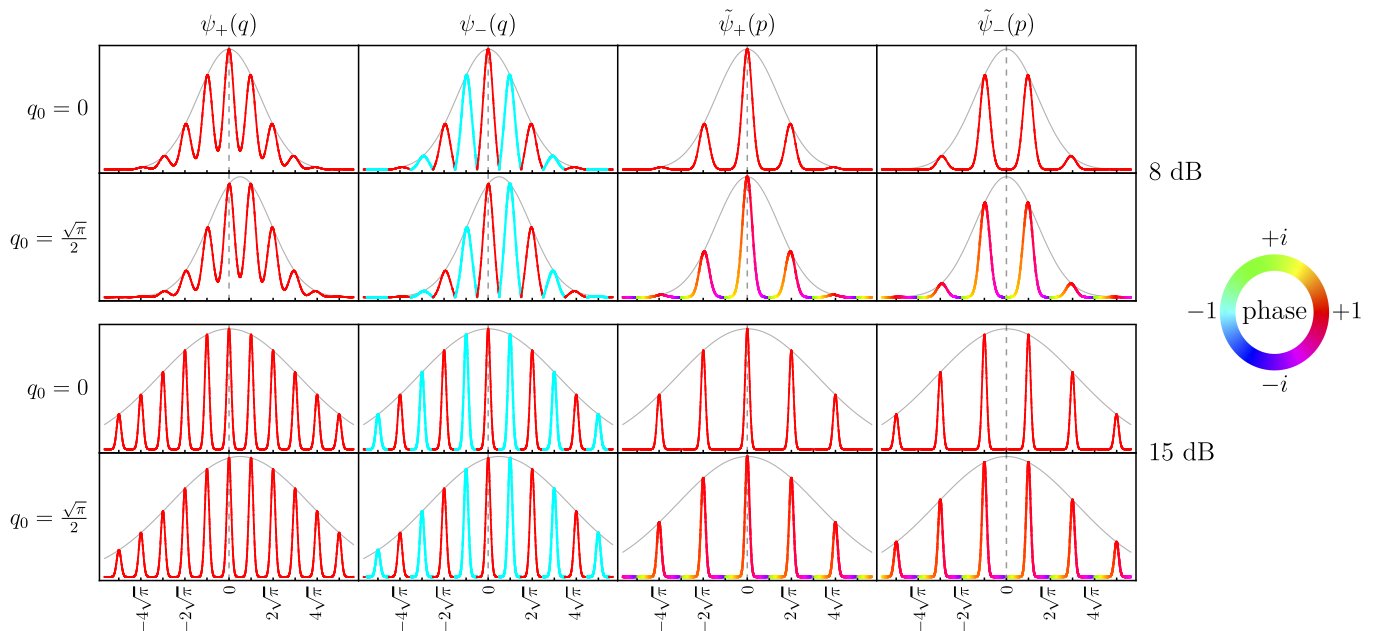 ψ₊(q) ψ₋(q) ψ̃₊(p) ψ̃₋(p)
q₀ = 0
8 dB
q₀ = √π/2
+i
−1 phase +1
−i
q₀ = 0
15 dB
q₀ = √π/2
−4√π −2√π 0 2√π 4√π −4√π −2√π 0 2√π 4√π −4√π −2√π 0 2√π 4√π −4√π −2√π 0 2√π 4√π